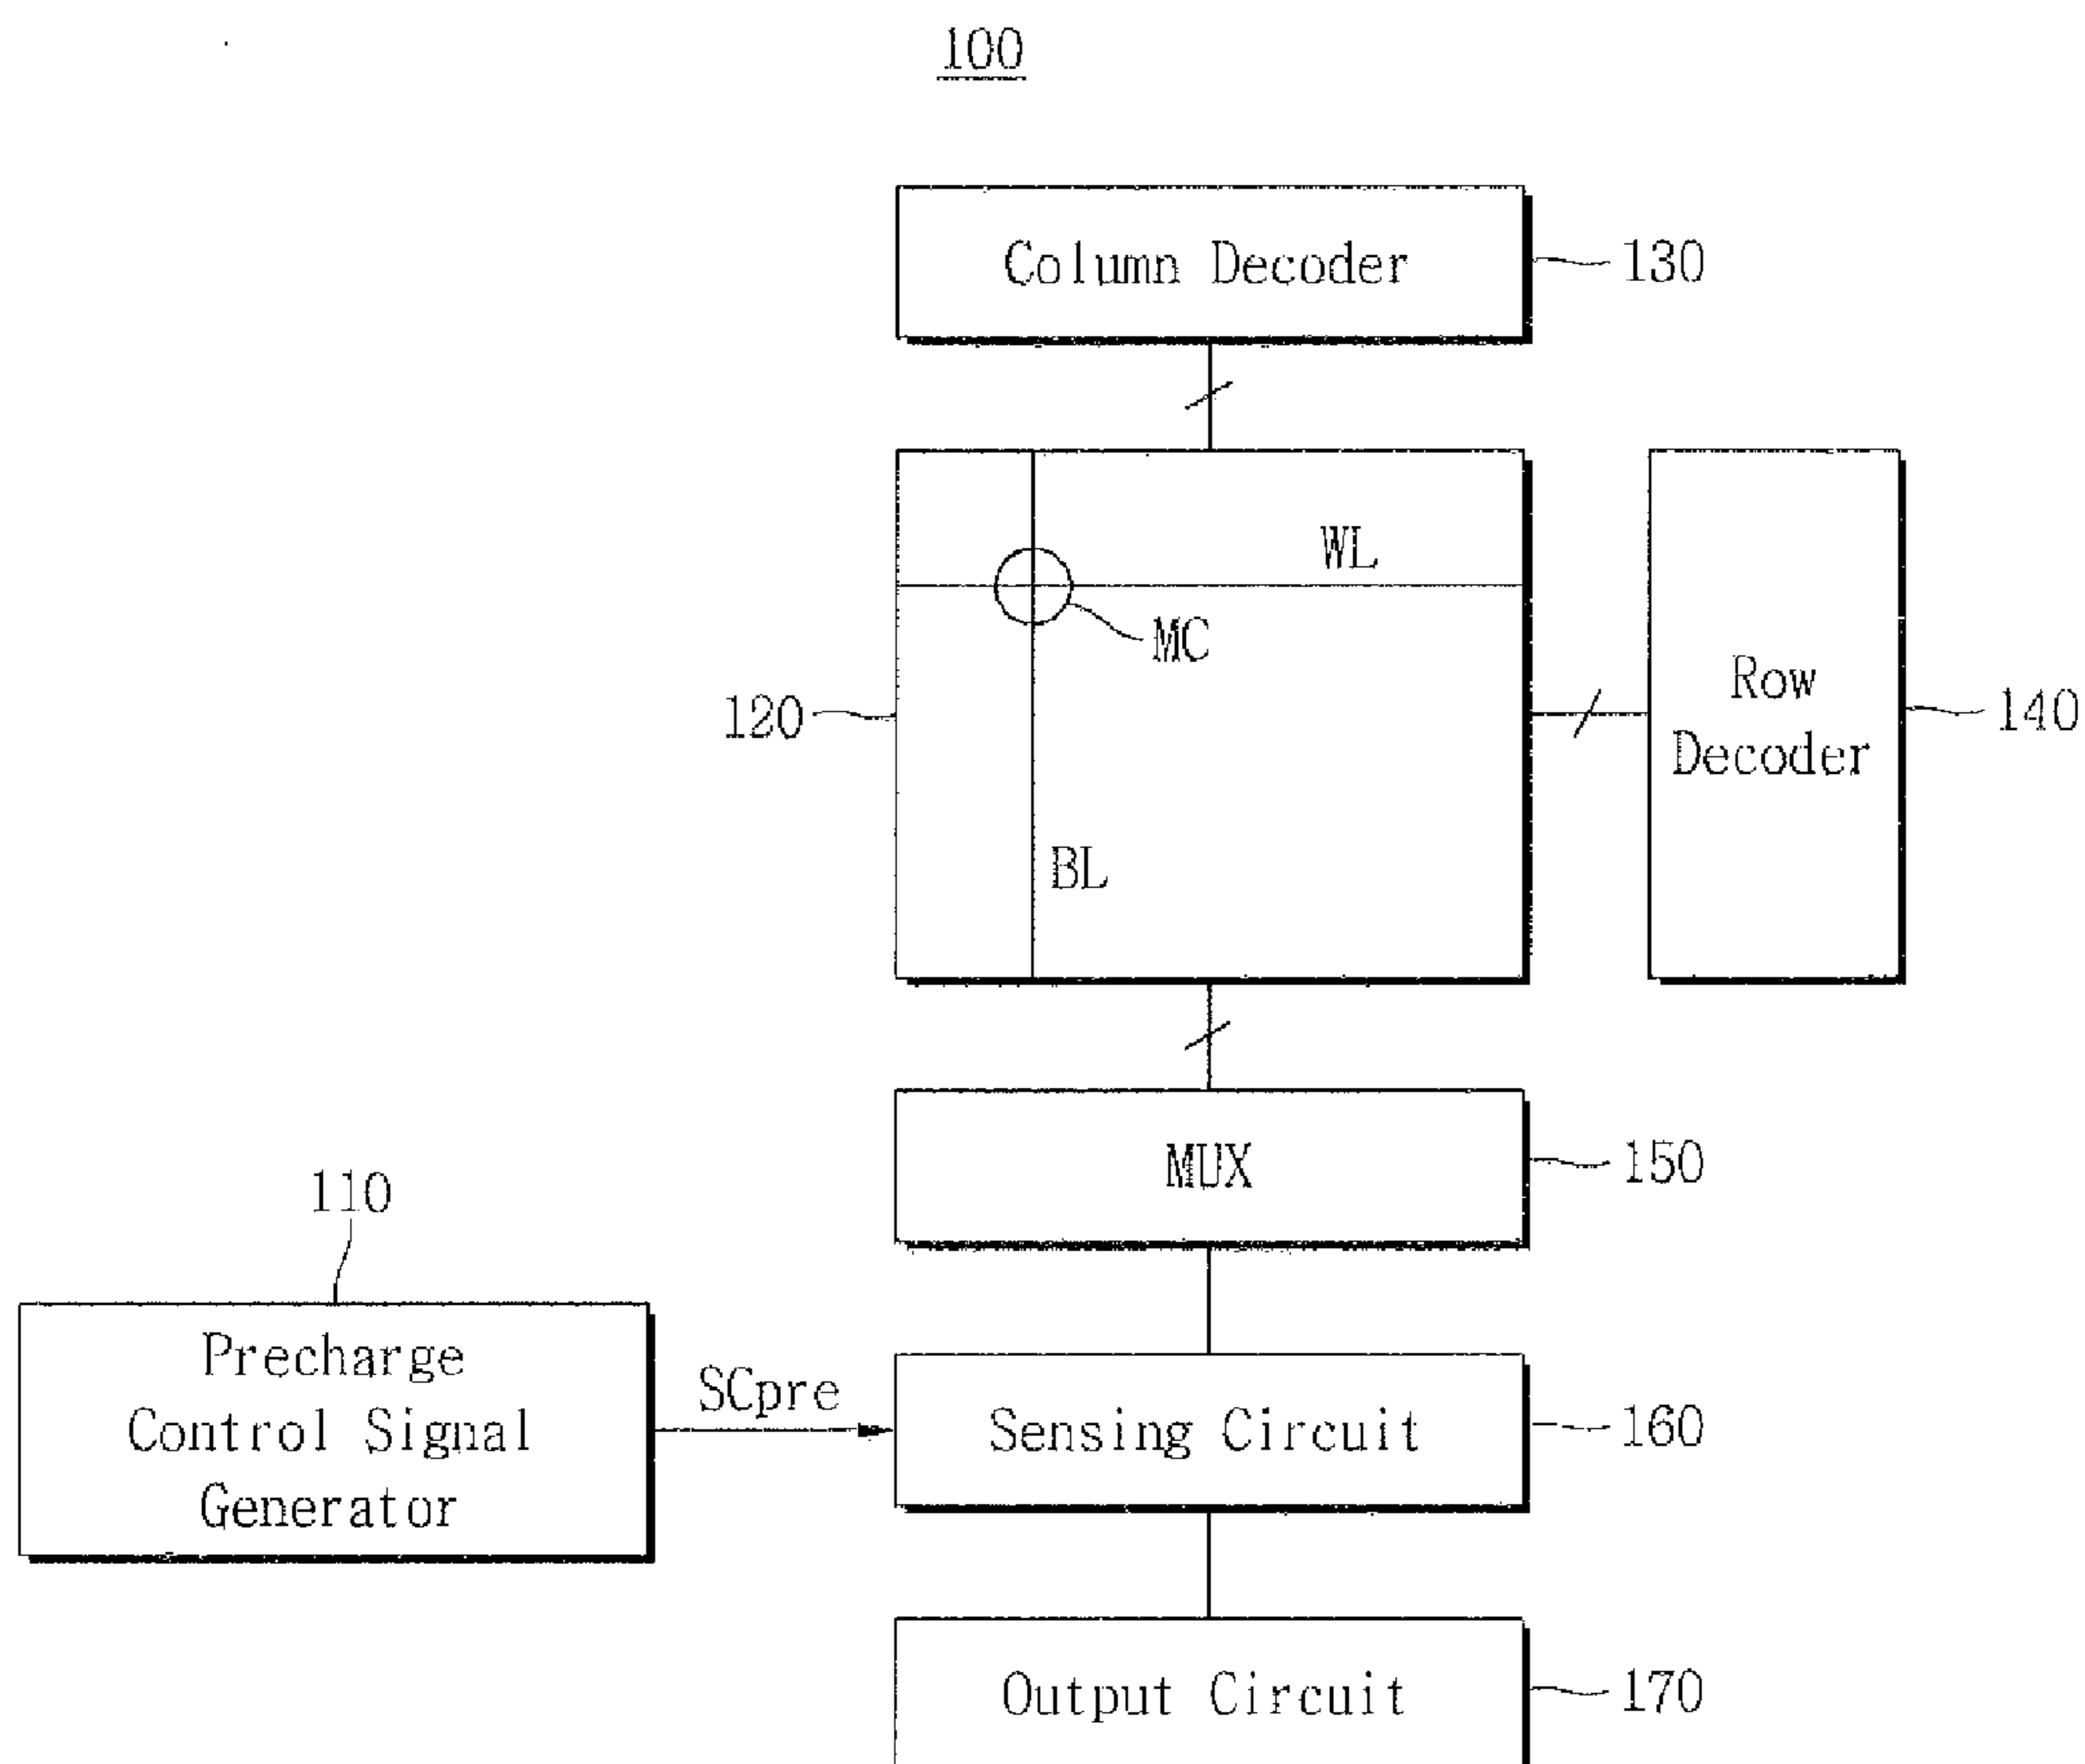 100
Column Decoder
130
WL
MC
120
Row
Decoder
140
BL
MUX
150
110
Precharge
Control Signal
Generator
SCpre
Sensing Circuit
160
Output Circuit
170